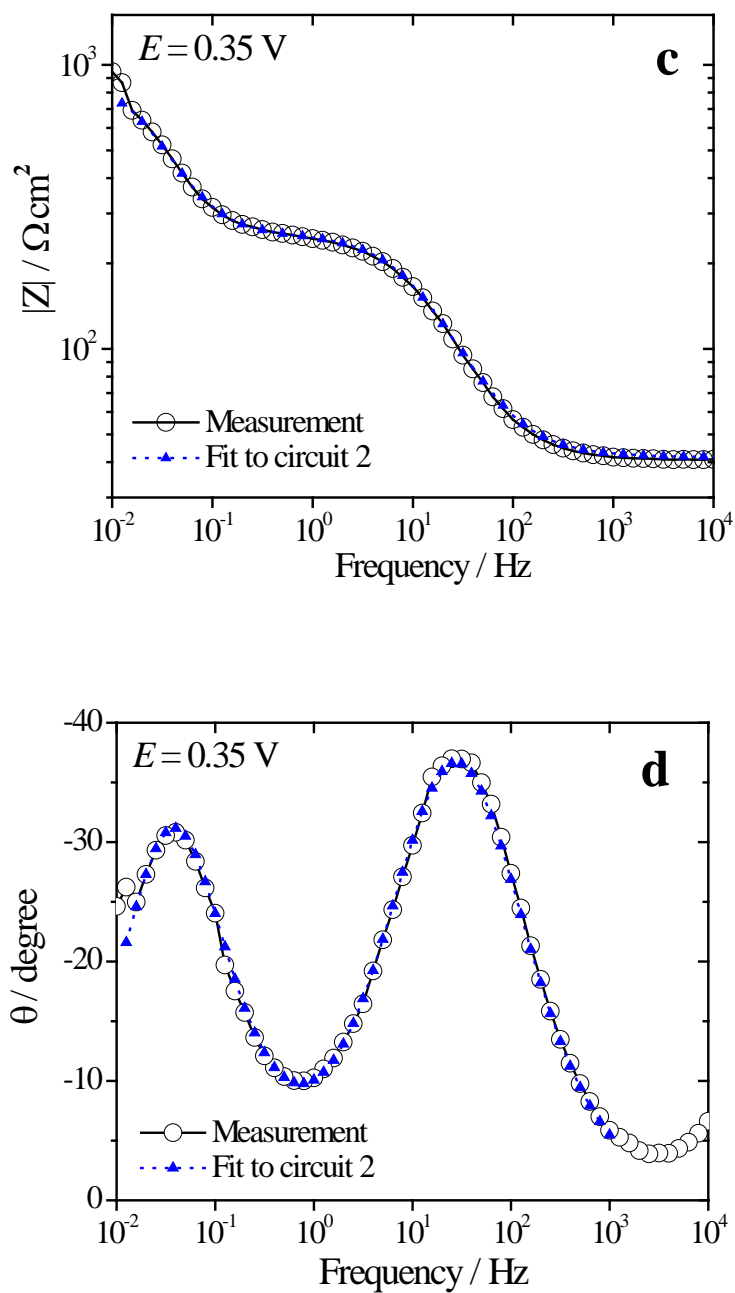 E = 0.35 V
c
10³
10²
|Z| / Ωcm²
Measurement
Fit to circuit 2
10⁻² 10⁻¹ 10⁰ 10¹ 10² 10³ 10⁴
Frequency / Hz
-40
-30
-20
-10
0
E = 0.35 V
d
θ / degree
Measurement
Fit to circuit 2
10⁻² 10⁻¹ 10⁰ 10¹ 10² 10³ 10⁴
Frequency / Hz